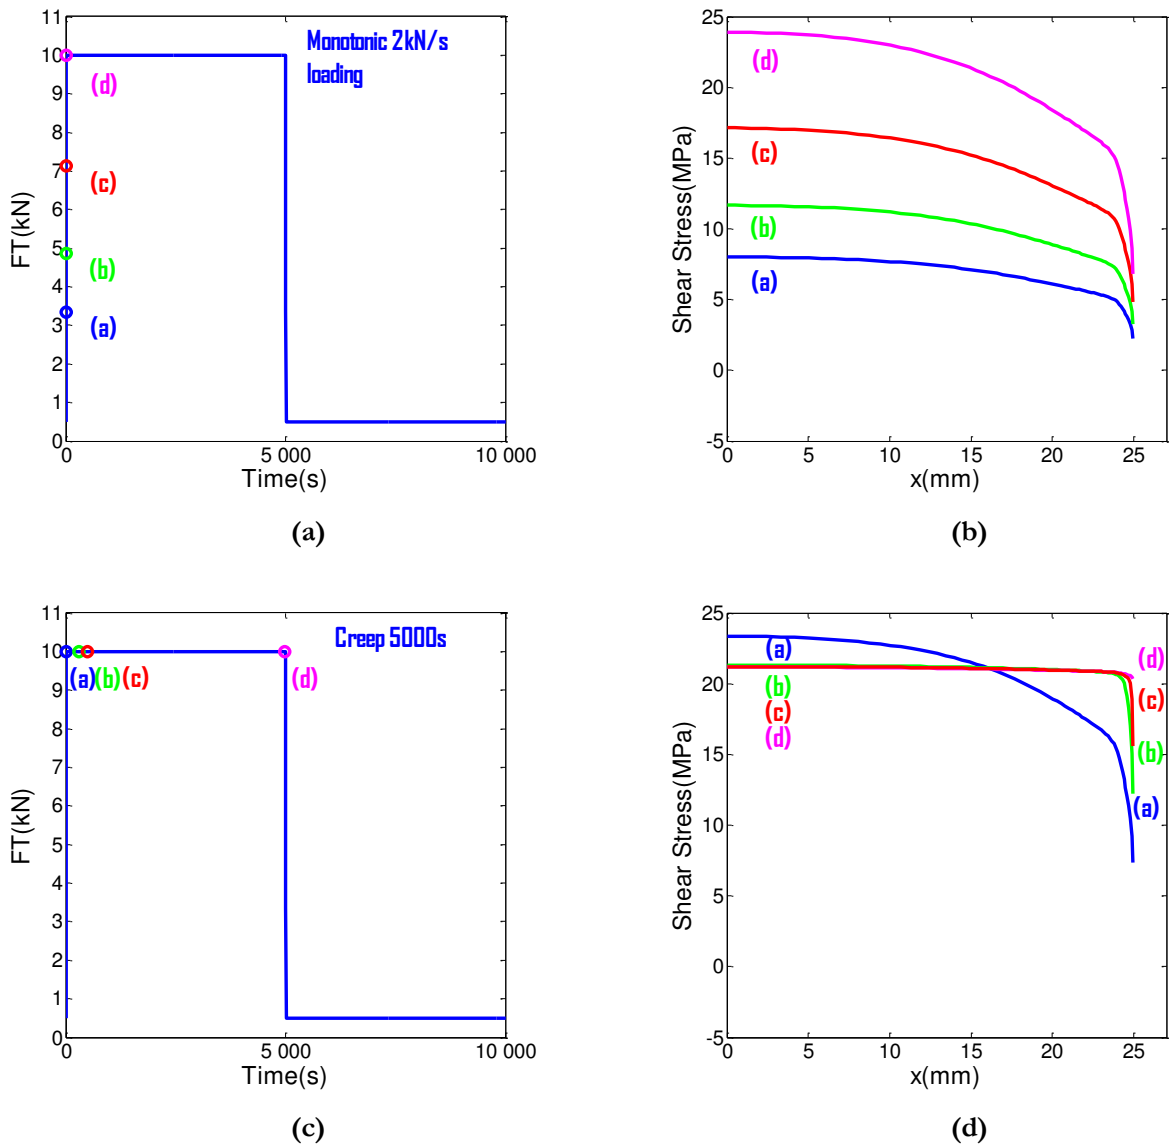 11
10
9
8
7
6
5
4
3
2
1
0
FT(kN)
Monotonic 2kN/s
loading
(d)
(c)
(b)
(a)
0
5 000
10 000
Time(s)
(a)
25
20
15
10
5
0
-5
Shear Stress(MPa)
(d)
(c)
(b)
(a)
0
5
10
15
20
25
x(mm)
(b)
11
10
9
8
7
6
5
4
3
2
1
0
FT(kN)
Creep 5000s
(a)
(b)
(c)
(d)
0
5 000
10 000
Time(s)
(c)
25
20
15
10
5
0
-5
Shear Stress(MPa)
(a)
(b)
(c)
(d)
(d)
(c)
(b)
(a)
0
5
10
15
20
25
x(mm)
(d)